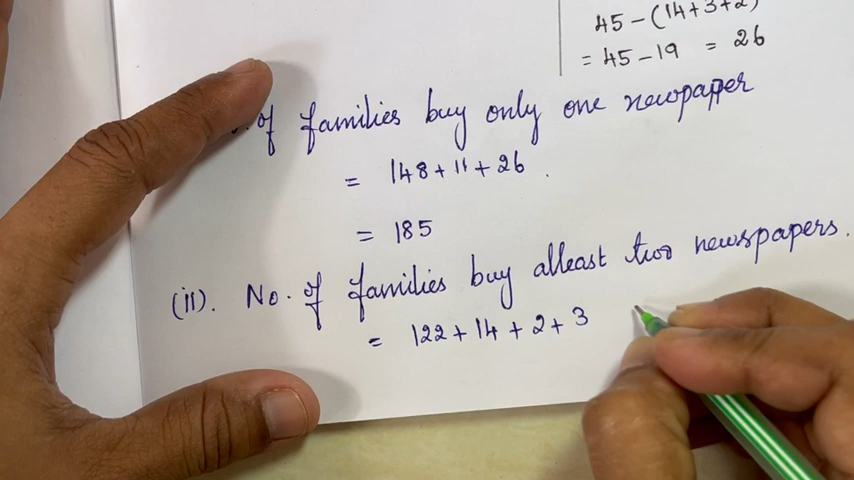 45-(14+3+2)
= 45-19 = 26
of families buy only one newpapper
= 148+11+26.
= 185
(ii). No. of families buy atleast two newspapers.
= 122+14+2+3